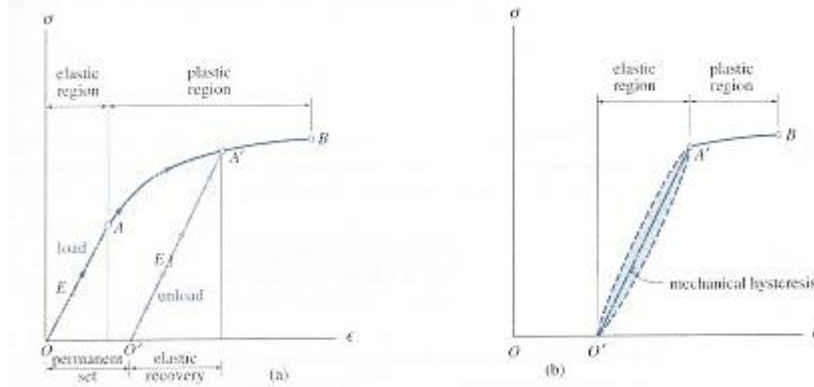 σ
elastic
region
plastic
region
B
A'
A
load
E
E
unload
O
O'
ϵ
permanent
set
elastic
recovery
(a)
σ
elastic
region
plastic
region
B
A'
mechanical hysteresis
O
O'
(b)